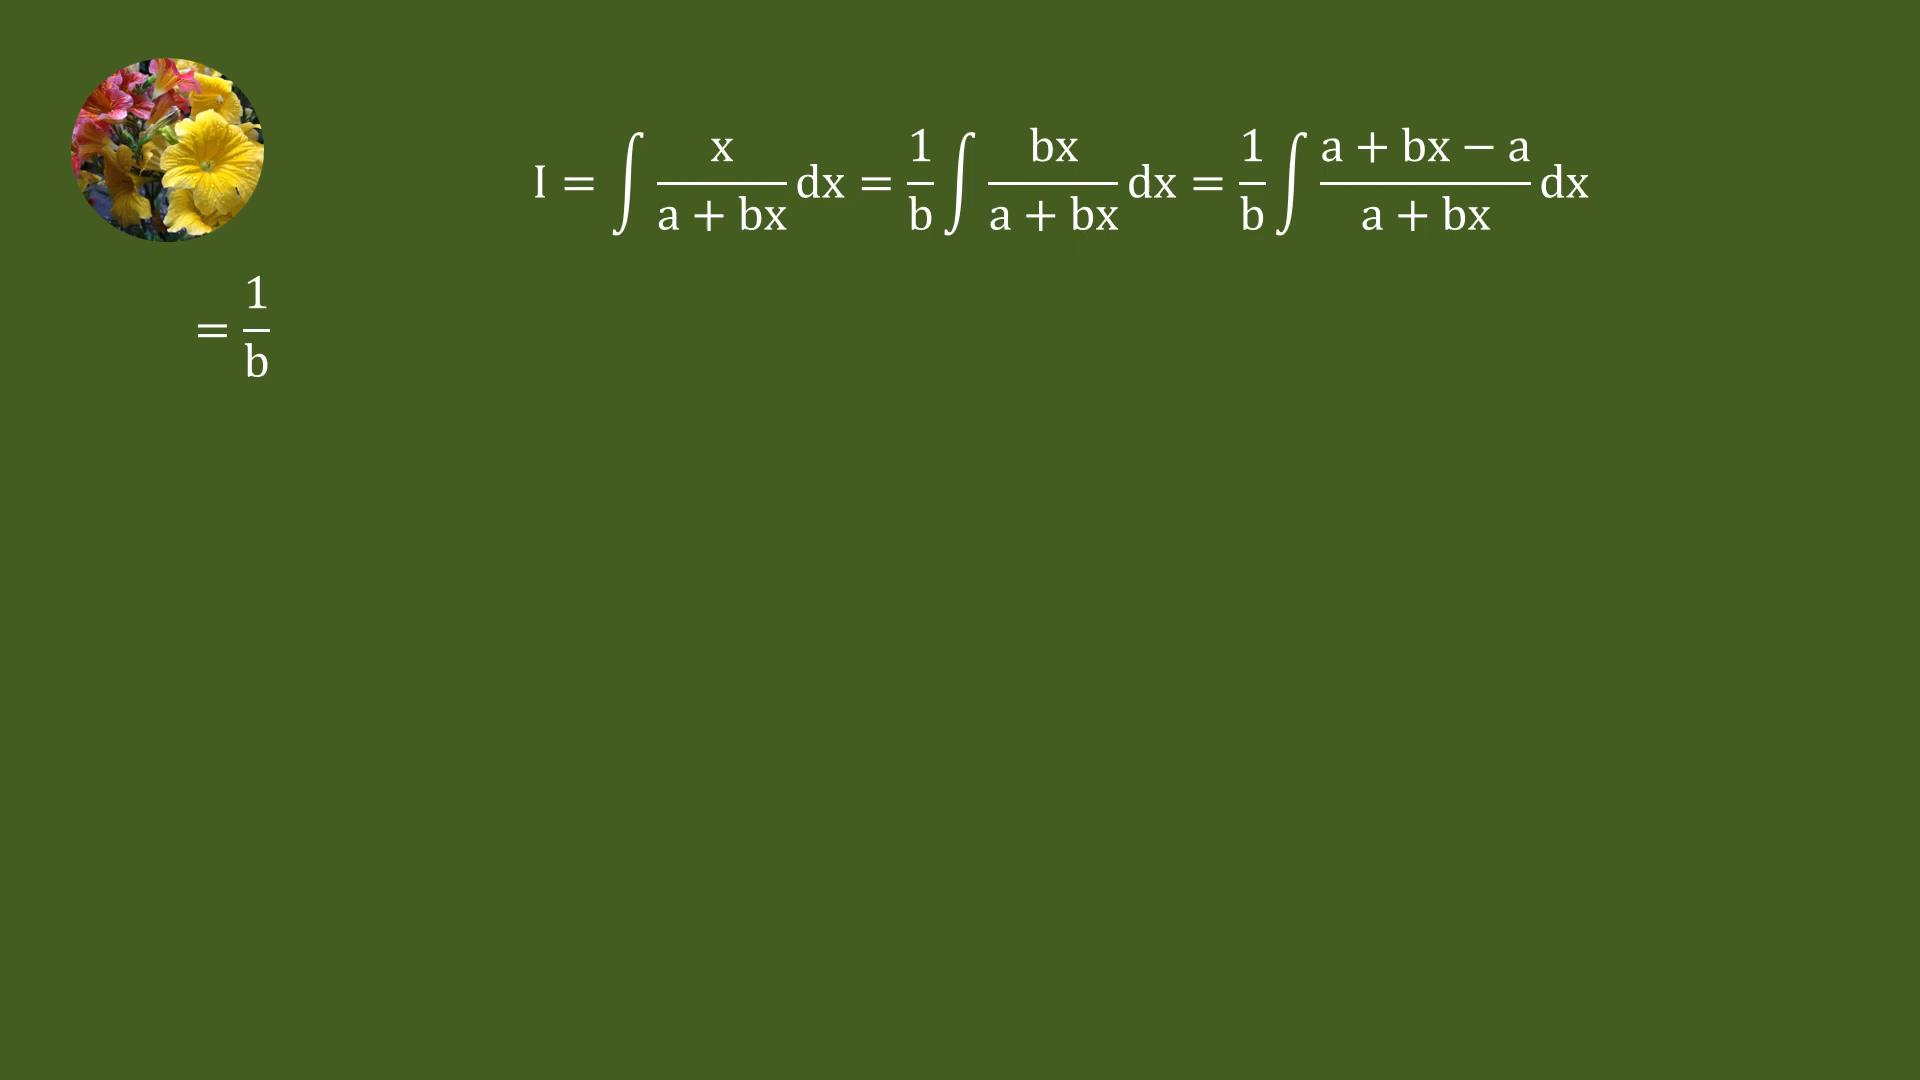 I = ∫ x/(a + bx) dx = 1/b ∫ bx/(a + bx) dx = 1/b ∫ (a + bx − a)/(a + bx) dx
= 1/b